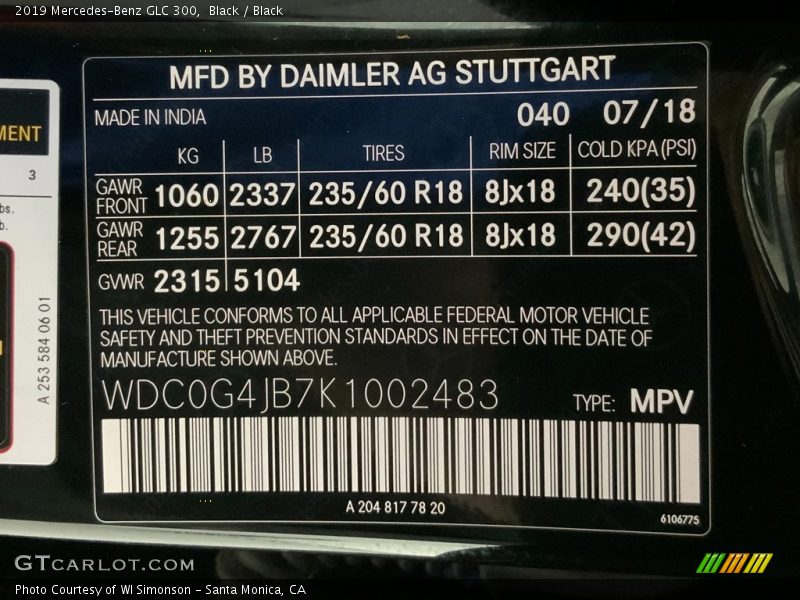 2019 Mercedes-Benz GLC 300,  Black / Black
MFD BY DAIMLER AG STUTTGART
MADE IN INDIA 040 07/18
KG LB TIRES RIM SIZE COLD KPA (PSI)
GAWR FRONT 1060 2337 235/60 R18 8Jx18 240(35)
GAWR REAR 1255 2767 235/60 R18 8Jx18 290(42)
GVWR 2315 5104
THIS VEHICLE CONFORMS TO ALL APPLICABLE FEDERAL MOTOR VEHICLE
SAFETY AND THEFT PREVENTION STANDARDS IN EFFECT ON THE DATE OF
MANUFACTURE SHOWN ABOVE.
WDC0G4JB7K1002483 TYPE: MPV
A 204 817 78 20
6106775
MENT
3
bs.
b.
A 253 584 06 01
GTCARLOT.COM
Photo Courtesy of WI Simonson - Santa Monica, CA